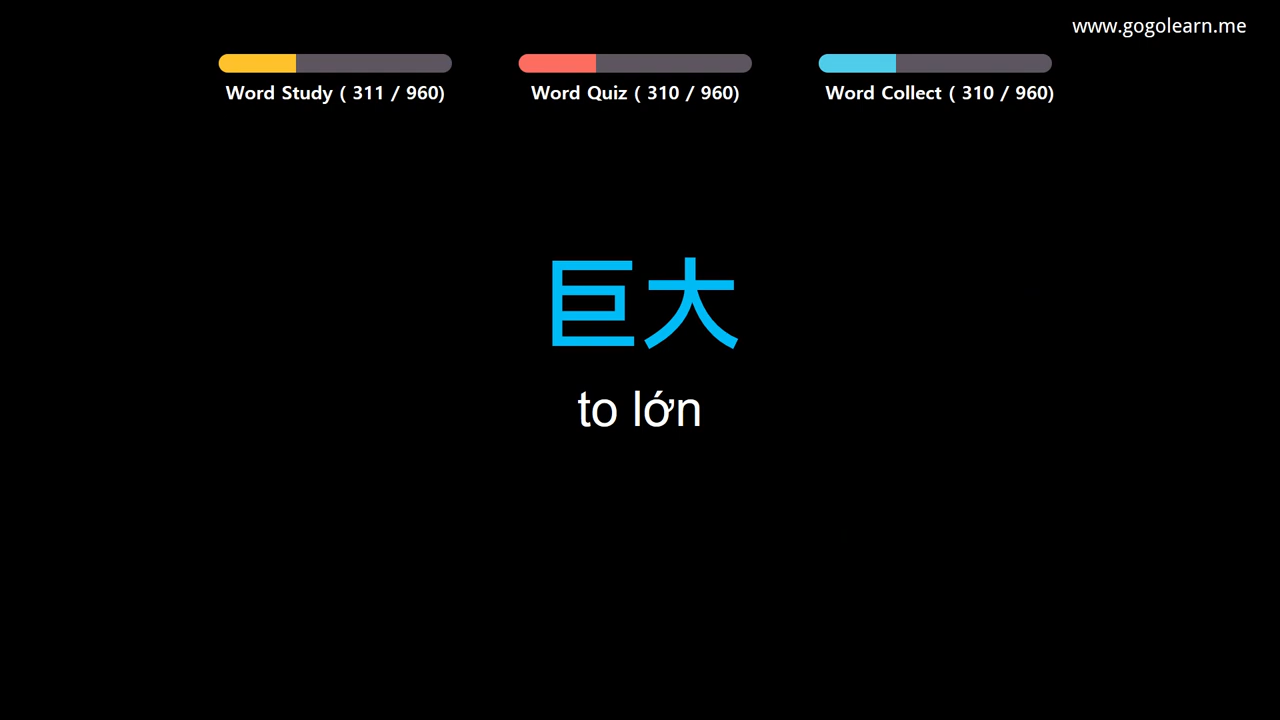 www.gogolearn.me
Word Study ( 311 / 960)
Word Quiz ( 310 / 960)
Word Collect ( 310 / 960)
巨大
to lớn